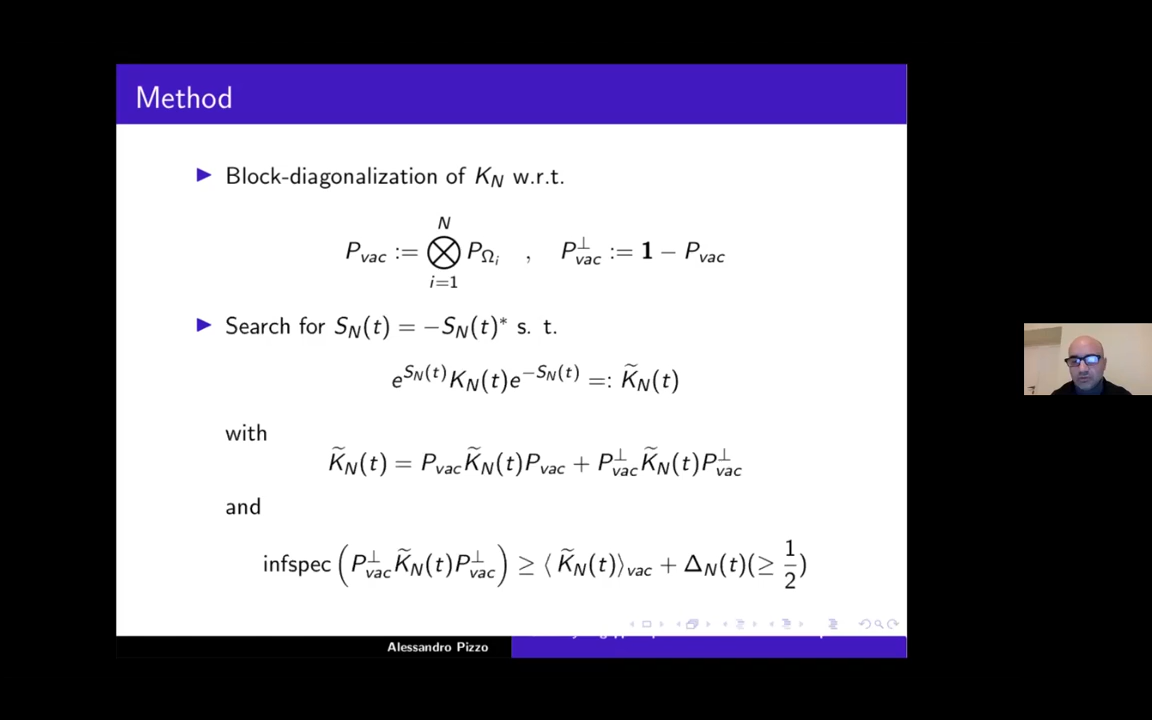 Method
▶ Block-diagonalization of K_N w.r.t.
P_vac := ⨂_{i=1}^{N} P_{Ω_i} , P_vac^⊥ := 1 − P_vac
▶ Search for S_N(t) = −S_N(t)* s. t.
e^{S_N(t)} K_N(t) e^{−S_N(t)} =: K̃_N(t)
with
K̃_N(t) = P_vac K̃_N(t) P_vac + P_vac^⊥ K̃_N(t) P_vac^⊥
and
infspec (P_vac^⊥ K̃_N(t) P_vac^⊥) ≥ ⟨ K̃_N(t)⟩_vac + Δ_N(t)(≥ 1/2)
Alessandro Pizzo